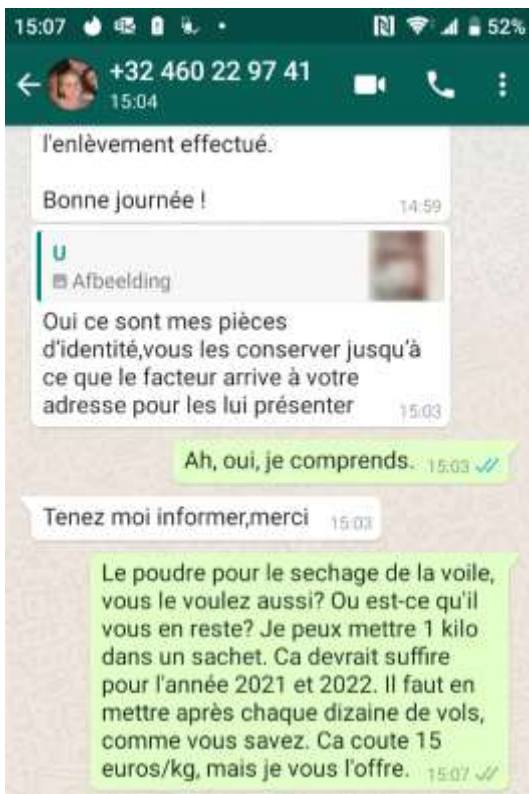 15:07 52%
+32 460 22 97 41
15:04
l'enlèvement effectué.
Bonne journée !
14:59
U
Afbeelding
Oui ce sont mes pièces
d'identité,vous les conserver jusqu'à
ce que le facteur arrive à votre
adresse pour les lui présenter
15:03
Ah, oui, je comprends. 15:03
Tenez moi informer,merci 15:03
Le poudre pour le sechage de la voile,
vous le voulez aussi? Ou est-ce qu'il
vous en reste? Je peux mettre 1 kilo
dans un sachet. Ca devrait suffire
pour l'année 2021 et 2022. Il faut en
mettre après chaque dizaine de vols,
comme vous savez. Ca coute 15
euros/kg, mais je vous l'offre. 15:07